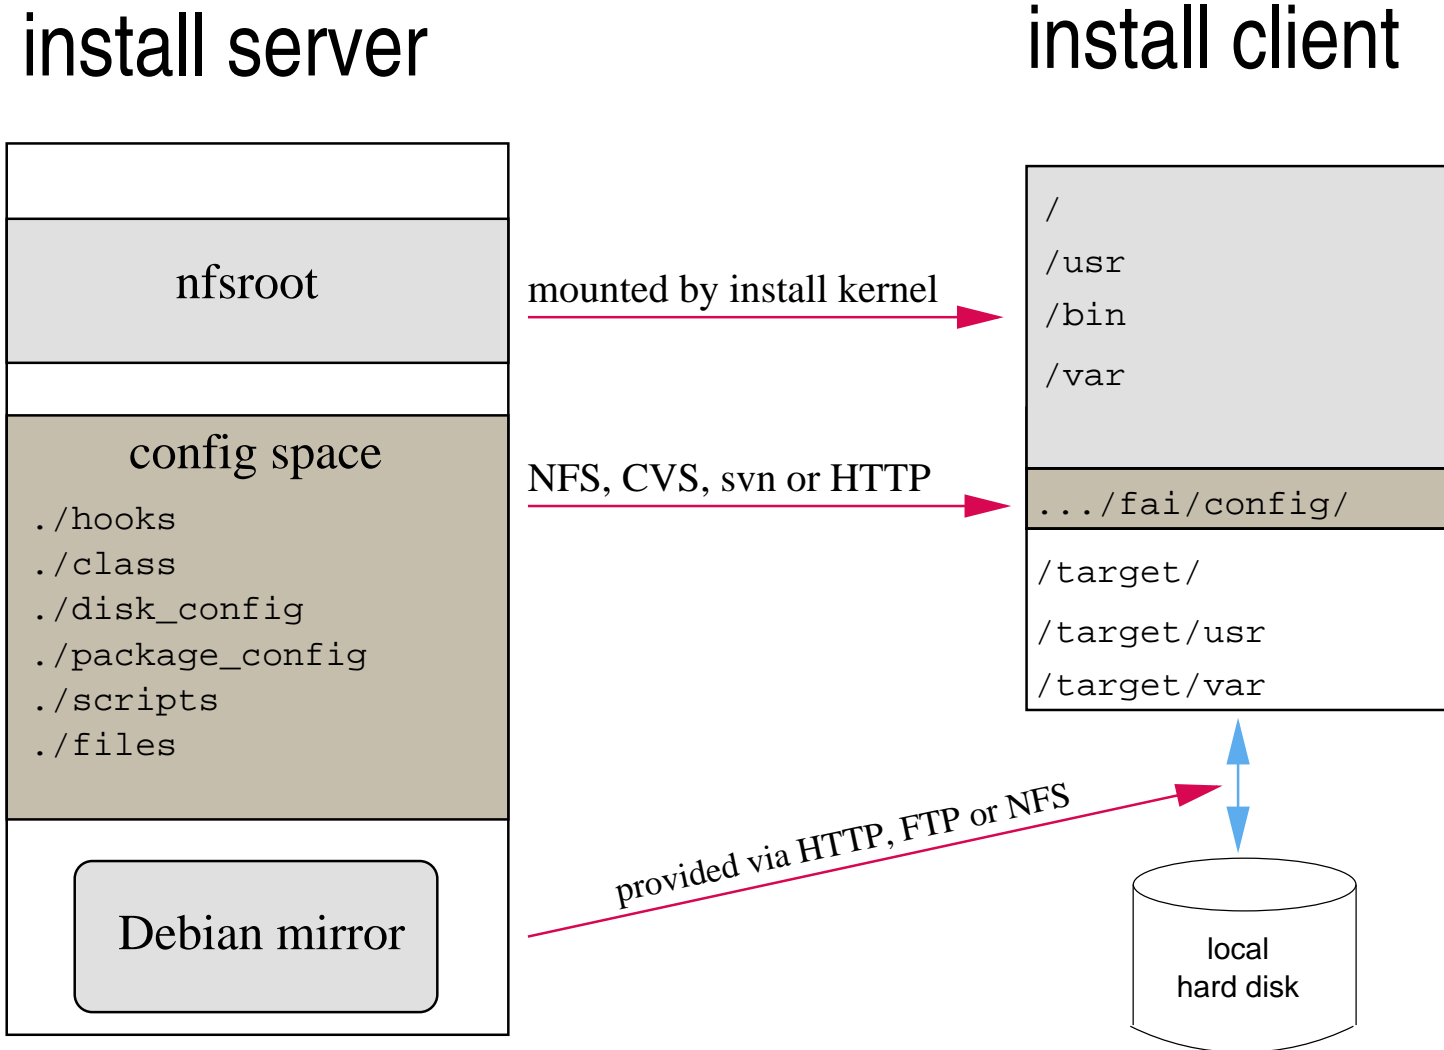 install server
install client
nfsroot
mounted by install kernel
/
/usr
/bin
/var
config space
./hooks
./class
./disk_config
./package_config
./scripts
./files
NFS, CVS, svn or HTTP
.../fai/config/
/target/
/target/usr
/target/var
provided via HTTP, FTP or NFS
Debian mirror
local
hard disk